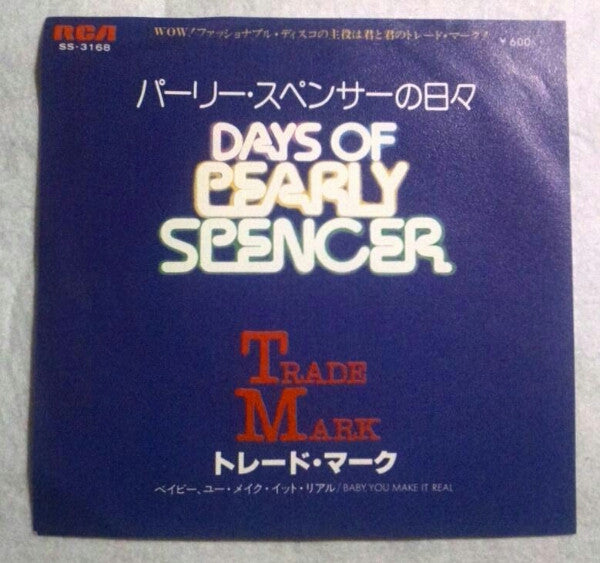 RCA
SS-3168
WOW!ファッショナブル・ディスコの主役は君と君のトレード・マーク!
¥600
パーリー・スペンサーの日々
DAYS OF
PEARLY
SPENCER
TRADE
MARK
トレード・マーク
ベイビー、ユー・メイク・イット・リアル/BABY, YOU MAKE IT REAL